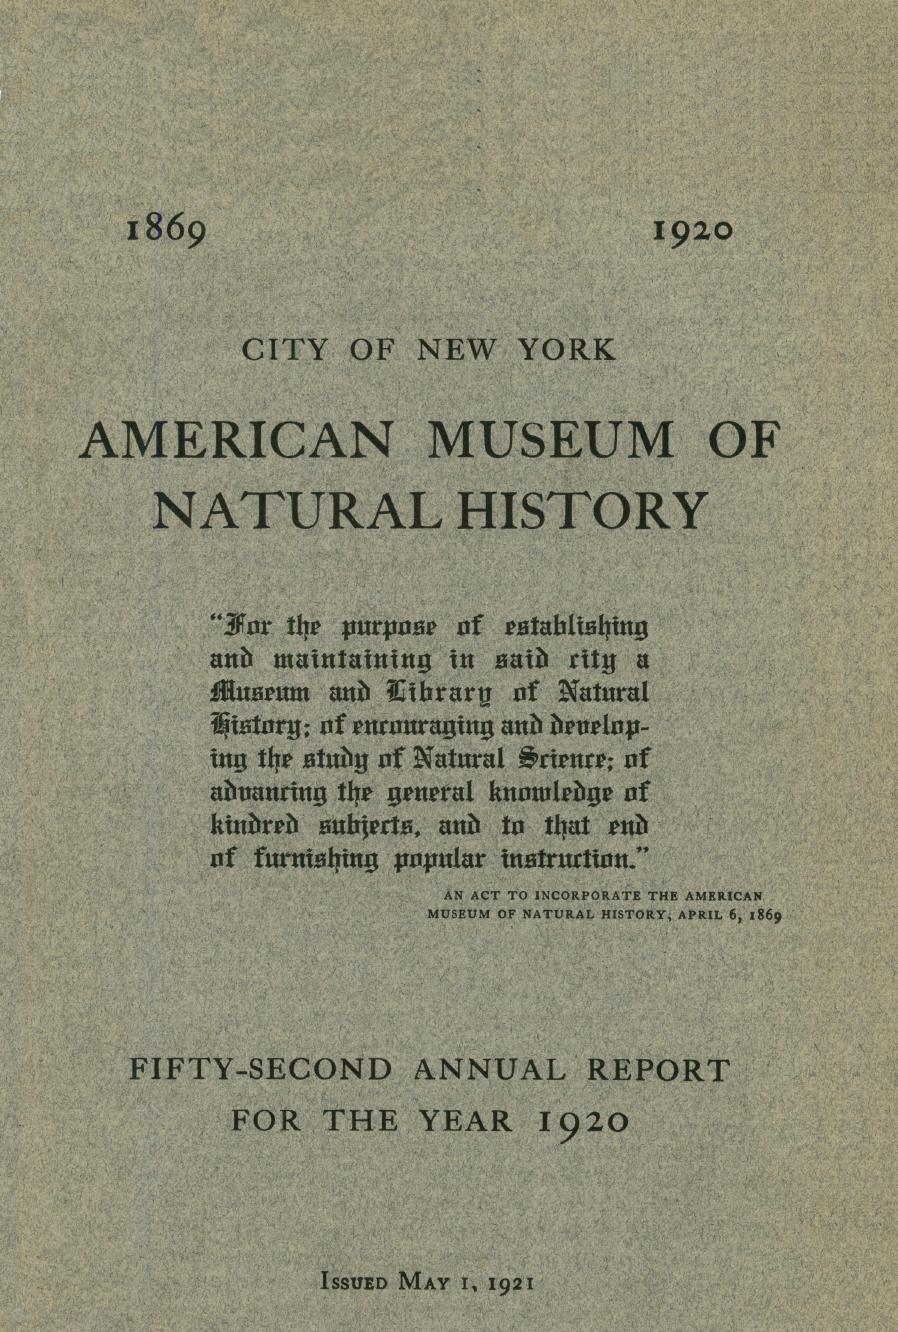 1869 1920
CITY OF NEW YORK
AMERICAN MUSEUM OF
NATURAL HISTORY
“For the purpose of establishing
and maintaining in said city a
Museum and Library of Natural
History; of encouraging and develop-
ing the study of Natural Science; of
advancing the general knowledge of
kindred subjects, and to that end
of furnishing popular instruction.”
AN ACT TO INCORPORATE THE AMERICAN
MUSEUM OF NATURAL HISTORY, APRIL 6, 1869
FIFTY-SECOND ANNUAL REPORT
FOR THE YEAR 1920
Issued May 1, 1921